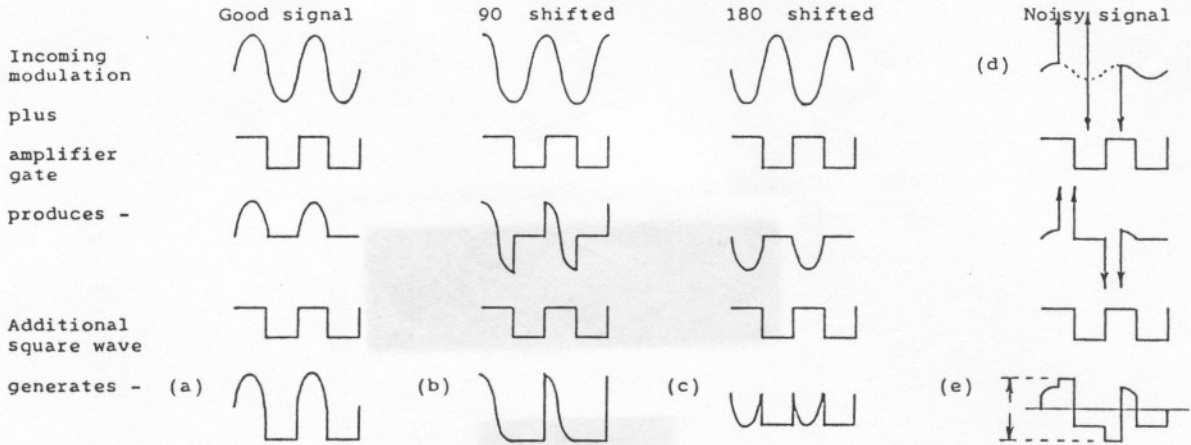 Good signal
90 shifted
180 shifted
Noisy signal
Incoming
modulation
(d)
plus
amplifier
gate
produces -
Additional
square wave
generates -
(a)
(b)
(c)
(e)